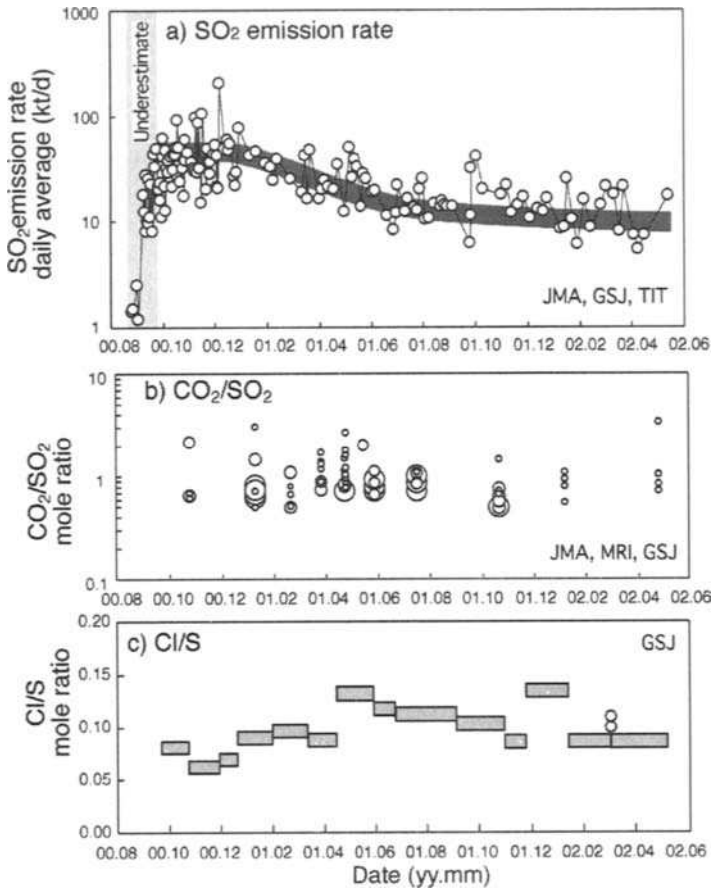 a) SO2 emission rate
Underestimate
SO2emission rate
daily average (kt/d)
1000
100
10
1
JMA, GSJ, TIT
00.08 00.10 00.12 01.02 01.04 01.06 01.08 01.10 01.12 02.02 02.04 02.06
b) CO2/SO2
CO2/SO2
mole ratio
10
1
0.1
JMA, MRI, GSJ
00.08 00.10 00.12 01.02 01.04 01.06 01.08 01.10 01.12 02.02 02.04 02.06
c) Cl/S
GSJ
Cl/S
mole ratio
0.20
0.15
0.10
0.05
0.00
00.08 00.10 00.12 01.02 01.04 01.06 01.08 01.10 01.12 02.02 02.04 02.06
Date (yy.mm)